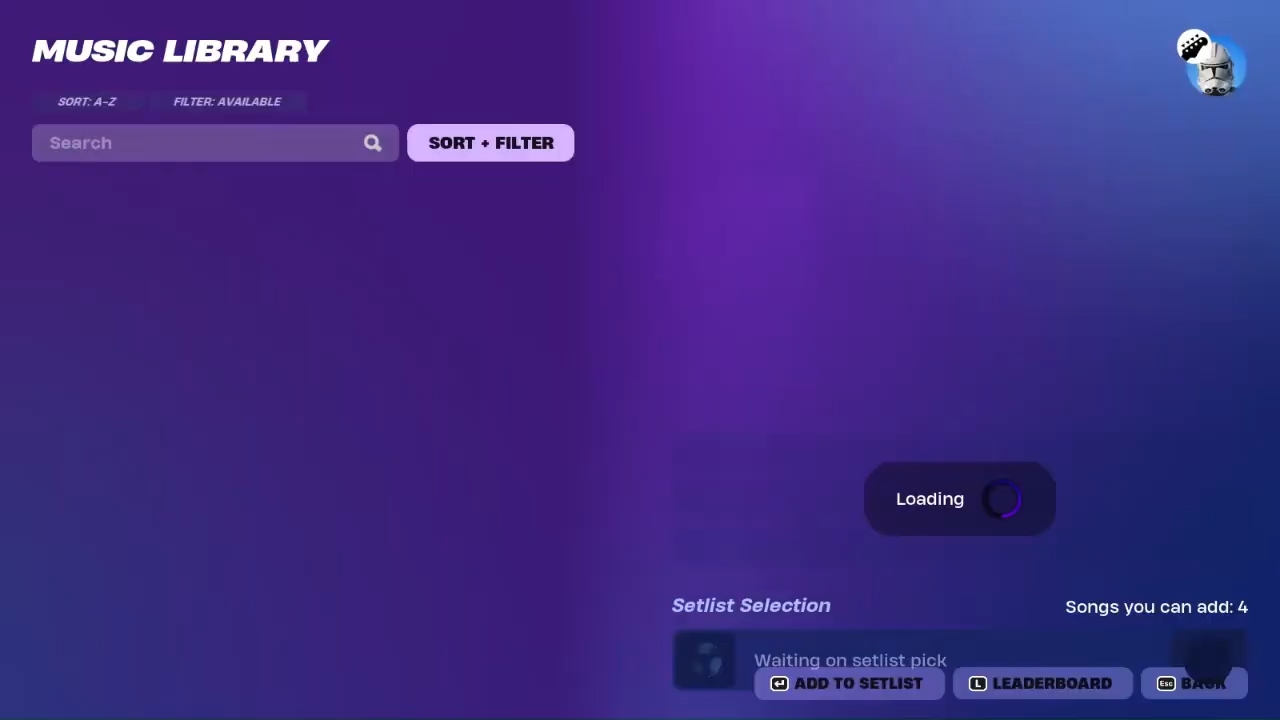 MUSIC LIBRARY
SORT: A-Z FILTER: AVAILABLE
Search SORT + FILTER
Loading
Setlist Selection Songs you can add: 4
Waiting on setlist pick
ADD TO SETLIST L LEADERBOARD Esc BACK